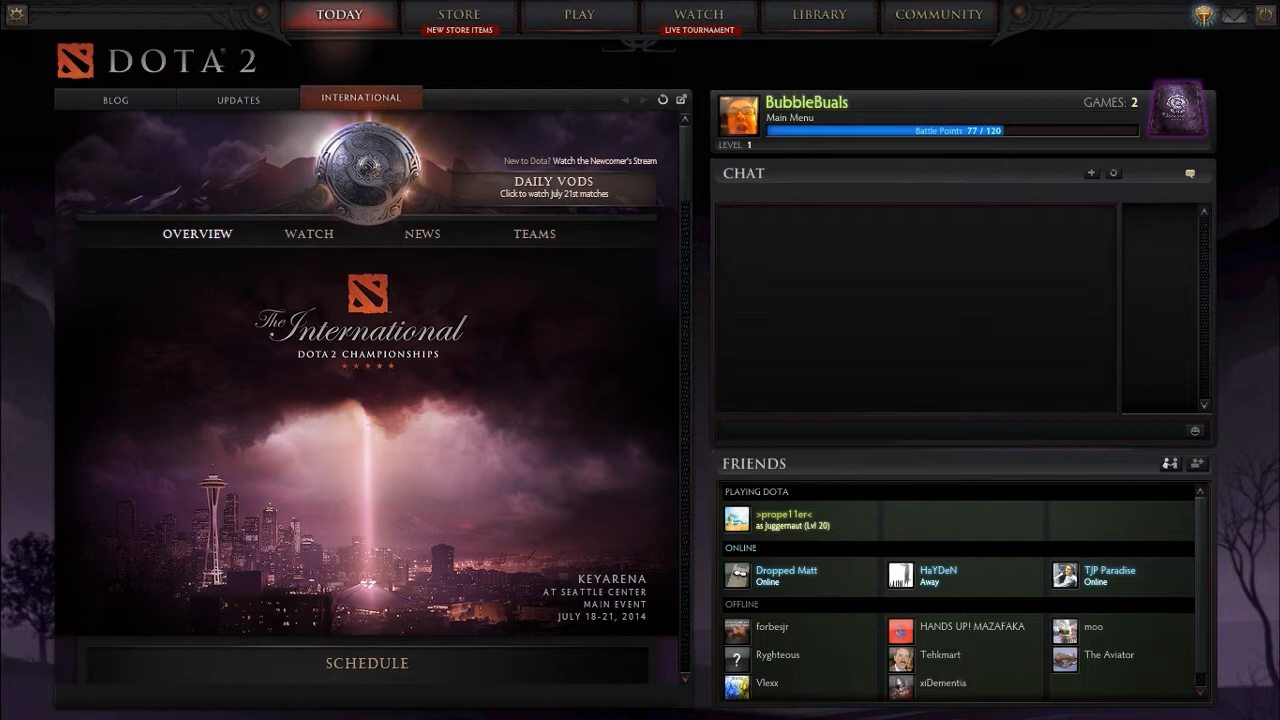 TODAY
STORE
NEW STORE ITEMS
PLAY
WATCH
LIVE TOURNAMENT
LIBRARY
COMMUNITY
DOTA 2
BLOG
UPDATES
INTERNATIONAL
New to Dota? Watch the Newcomer's Stream
DAILY VODS
Click to watch July 21st matches
OVERVIEW
WATCH
NEWS
TEAMS
The International
DOTA 2 CHAMPIONSHIPS
KEYARENA
AT SEATTLE CENTER
MAIN EVENT
JULY 18-21, 2014
SCHEDULE
BubbleBuals
GAMES: 2
Main Menu
Battle Points 77 / 120
LEVEL 1
CHAT
FRIENDS
PLAYING DOTA
>prope11er<
as Juggernaut (Lvl 20)
ONLINE
Dropped Matt
Online
HaYDeN
Away
TJP Paradise
Online
OFFLINE
forbesjr
HANDS UP! MAZAFAKA
moo
Ryghteous
Tehkmart
The Aviator
Vlexx
xiDementia